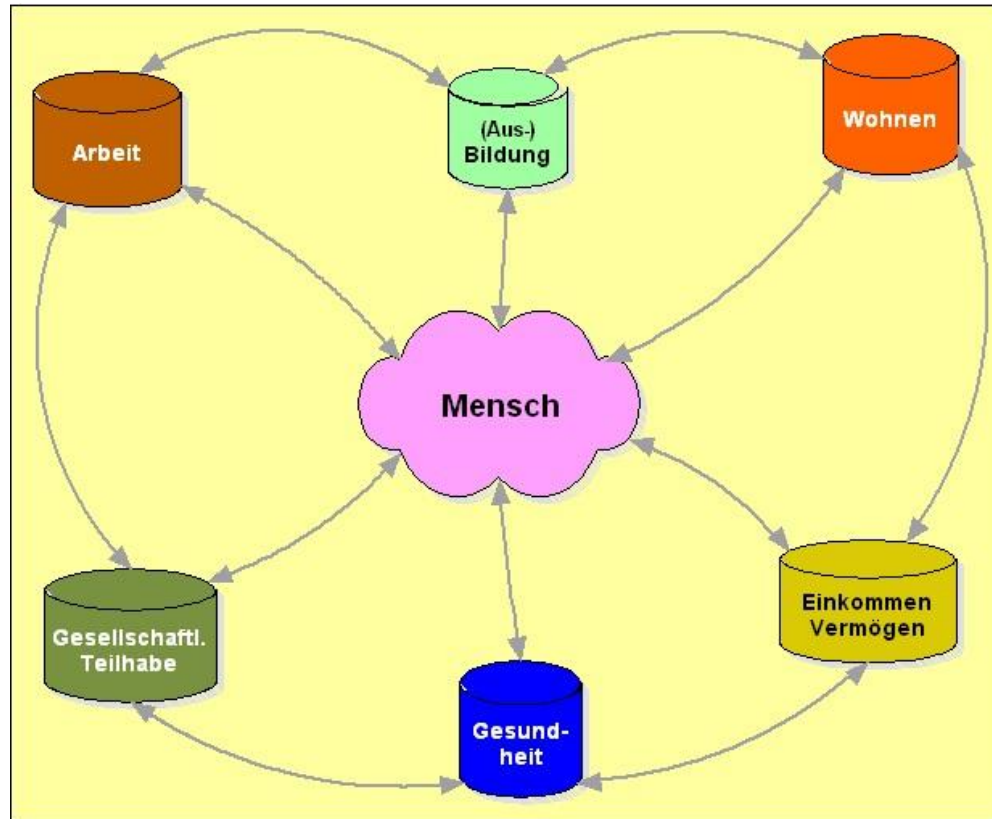 Arbeit
(Aus-)
Bildung
Wohnen
Mensch
Gesellschaftl.
Teilhabe
Gesund-
heit
Einkommen
Vermögen